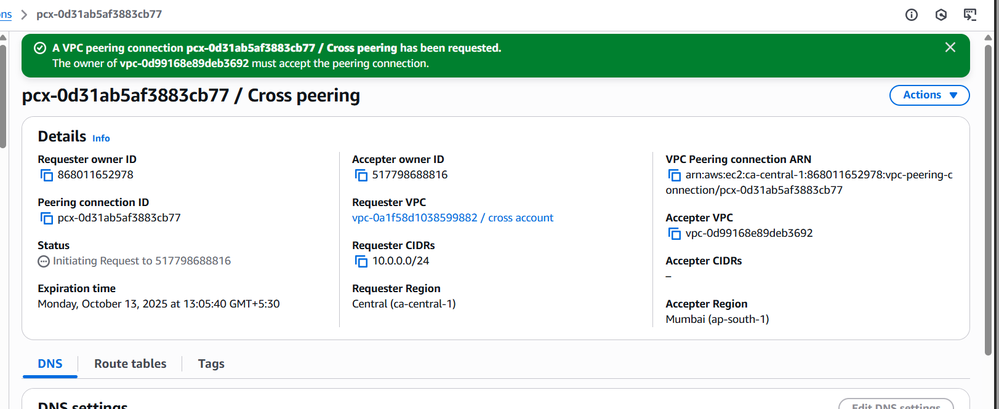 ns > pcx-0d31ab5af3883cb77
A VPC peering connection pcx-0d31ab5af3883cb77 / Cross peering has been requested.
The owner of vpc-0d99168e89deb3692 must accept the peering connection.
pcx-0d31ab5af3883cb77 / Cross peering
Actions
Details Info
Requester owner ID
868011652978
Peering connection ID
pcx-0d31ab5af3883cb77
Status
Initiating Request to 517798688816
Expiration time
Monday, October 13, 2025 at 13:05:40 GMT+5:30
Accepter owner ID
517798688816
Requester VPC
vpc-0a1f58d1038599882 / cross account
Requester CIDRs
10.0.0.0/24
Requester Region
Central (ca-central-1)
VPC Peering connection ARN
arn:aws:ec2:ca-central-1:868011652978:vpc-peering-c
onnection/pcx-0d31ab5af3883cb77
Accepter VPC
vpc-0d99168e89deb3692
Accepter CIDRs
–
Accepter Region
Mumbai (ap-south-1)
DNS
Route tables
Tags
DNS settings
Edit DNS settings